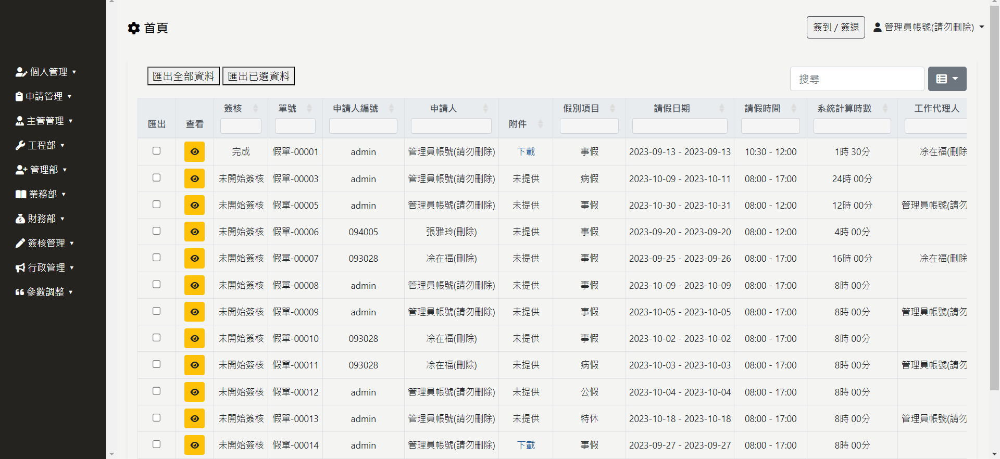 首頁
簽到 / 簽退
管理員帳號(請勿刪除)
個人管理
申請管理
主管管理
工程部
管理部
業務部
財務部
簽核管理
行政管理
參數調整
匯出全部資料 匯出已選資料
搜尋
匯出 查看 簽核 單號 申請人編號 申請人 附件 假別項目 請假日期 請假時間 系統計算時數 工作代理人
完成 假單-00001 admin 管理員帳號(請勿刪除) 下載 事假 2023-09-13 - 2023-09-13 10:30 - 12:00 1時 30分 凃在福(刪除
未開始簽核 假單-00003 admin 管理員帳號(請勿刪除) 未提供 病假 2023-10-09 - 2023-10-11 08:00 - 17:00 24時 00分
未開始簽核 假單-00005 admin 管理員帳號(請勿刪除) 未提供 事假 2023-10-30 - 2023-10-31 08:00 - 12:00 12時 00分 管理員帳號(請勿
未開始簽核 假單-00006 094005 張雅玲(刪除) 未提供 事假 2023-09-20 - 2023-09-20 08:00 - 12:00 4時 00分
未開始簽核 假單-00007 093028 凃在福(刪除) 未提供 事假 2023-09-25 - 2023-09-26 08:00 - 17:00 16時 00分 凃在福(刪除
未開始簽核 假單-00008 admin 管理員帳號(請勿刪除) 未提供 事假 2023-10-09 - 2023-10-09 08:00 - 17:00 8時 00分
未開始簽核 假單-00009 admin 管理員帳號(請勿刪除) 未提供 事假 2023-10-05 - 2023-10-05 08:00 - 17:00 8時 00分 管理員帳號(請勿
未開始簽核 假單-00010 093028 凃在福(刪除) 未提供 事假 2023-10-02 - 2023-10-02 08:00 - 17:00 8時 00分
未開始簽核 假單-00011 093028 凃在福(刪除) 未提供 病假 2023-10-03 - 2023-10-03 08:00 - 17:00 8時 00分 管理員帳號(請勿
未開始簽核 假單-00012 admin 管理員帳號(請勿刪除) 未提供 公假 2023-10-04 - 2023-10-04 08:00 - 17:00 8時 00分
未開始簽核 假單-00013 admin 管理員帳號(請勿刪除) 未提供 特休 2023-10-18 - 2023-10-18 08:00 - 17:00 8時 00分 管理員帳號(請勿
未開始簽核 假單-00014 admin 管理員帳號(請勿刪除) 下載 事假 2023-09-27 - 2023-09-27 08:00 - 17:00 8時 00分